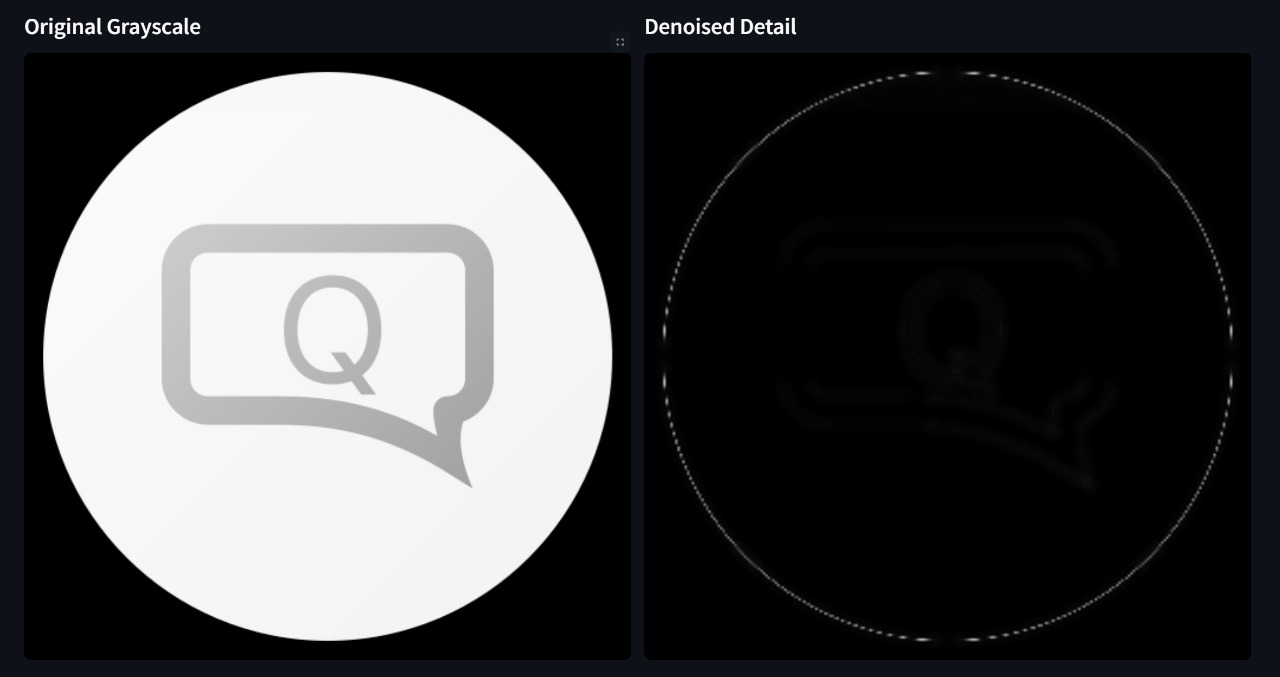 Original Grayscale
Denoised Detail
Q
Q